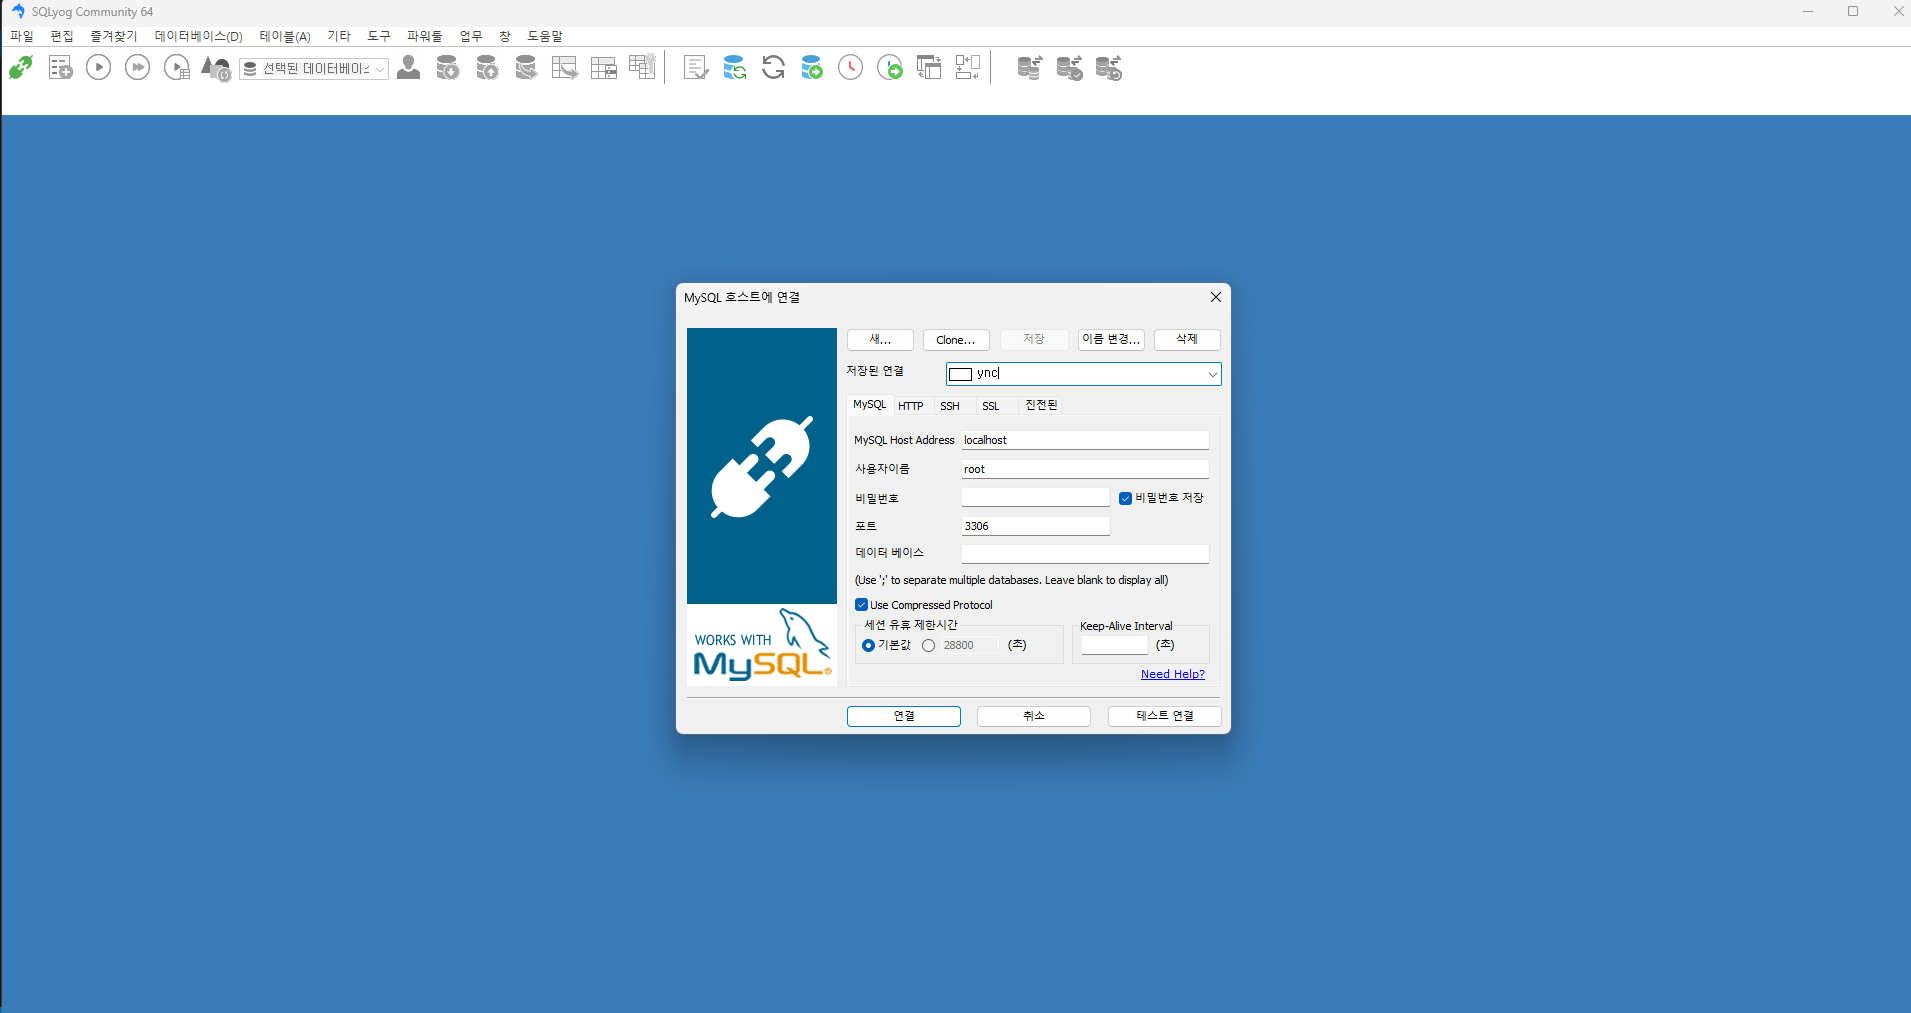 SQLyog Community 64
파일 편집 즐겨찾기 데이터베이스(D) 테이블(A) 기타 도구 파워툴 업무 창 도움말
선택된 데이터베이스
MySQL 호스트에 연결
새... Clone... 저장 이름 변경... 삭제
저장된 연결 ync
MySQL HTTP SSH SSL 진전된
MySQL Host Address localhost
사용자이름 root
비밀번호 비밀번호 저장
포트 3306
데이터 베이스
(Use ';' to separate multiple databases. Leave blank to display all)
Use Compressed Protocol
세션 유휴 제한시간 Keep-Alive Interval
기본값 28800 (초) (초)
Need Help?
WORKS WITH
MySQL
연결 취소 테스트 연결